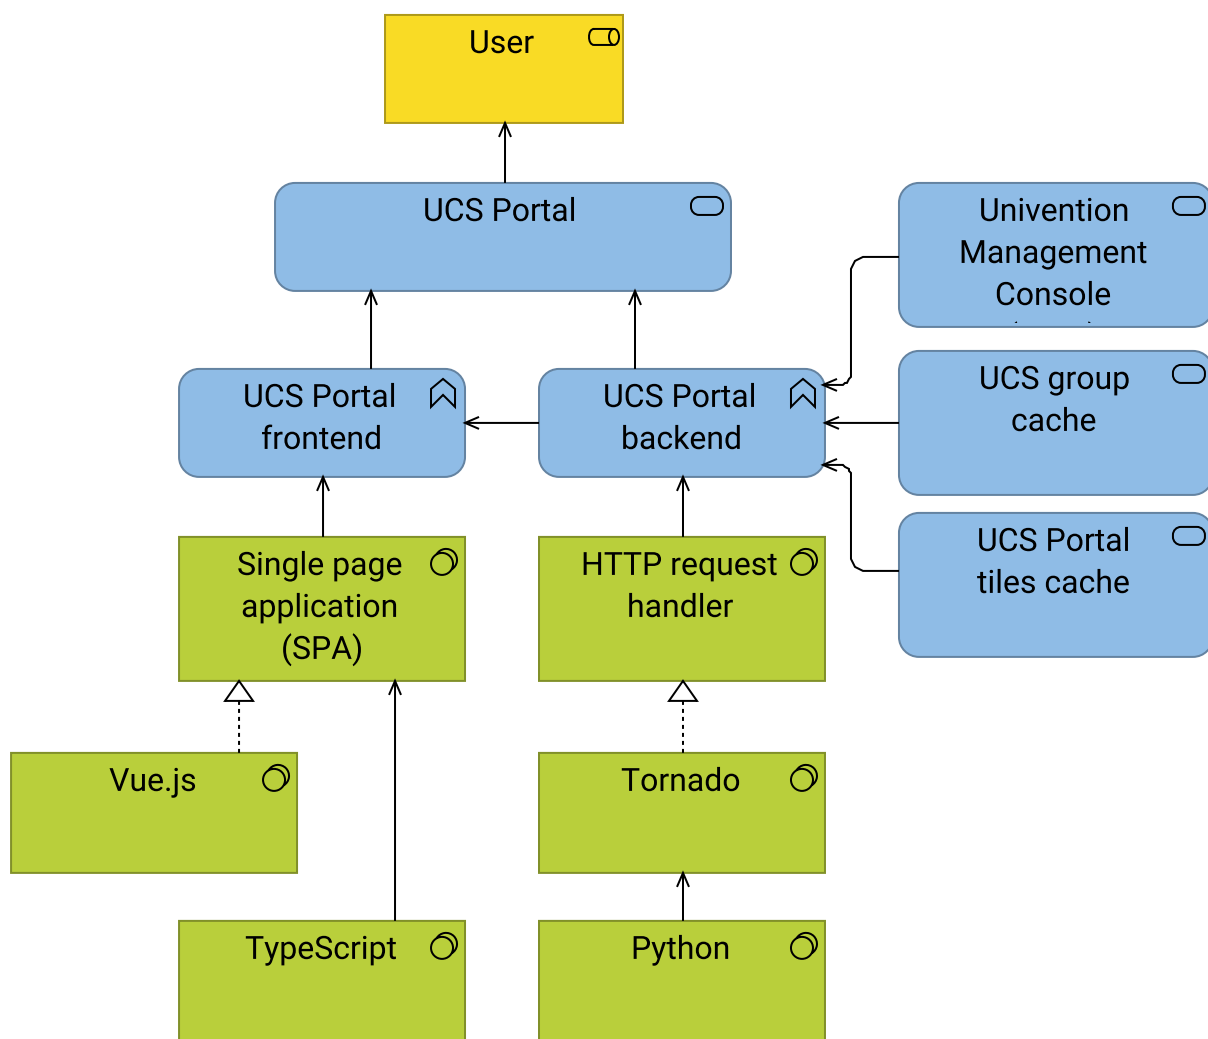 User
UCS Portal
Univention
Management
Console
UCS Portal
frontend
UCS Portal
backend
UCS group
cache
Single page
application
(SPA)
HTTP request
handler
UCS Portal
tiles cache
Vue.js
Tornado
TypeScript
Python